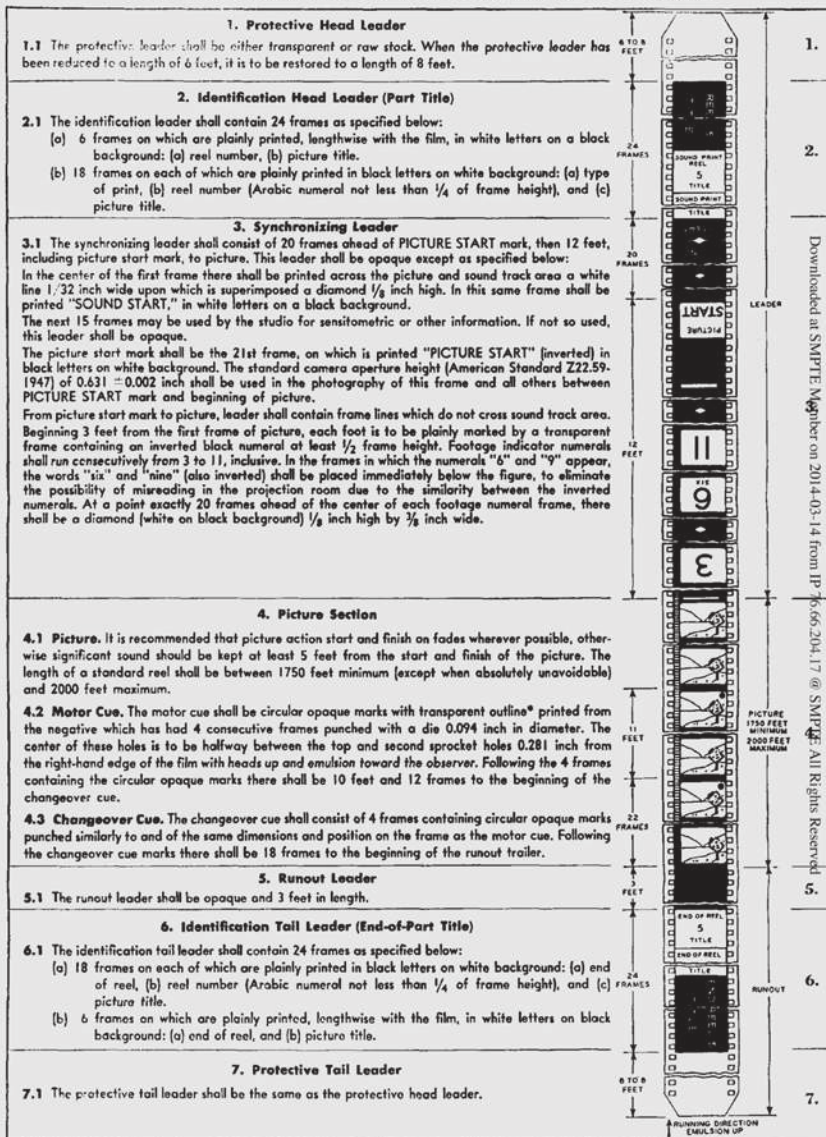 1. Protective Head Leader
1.1 The protective leader shall be either transparent or raw stock. When the protective leader has
been reduced to a length of 6 feet, it is to be restored to a length of 8 feet.
2. Identification Head Leader (Part Title)
2.1 The identification leader shall contain 24 frames as specified below:
(a) 6 frames on which are plainly printed, lengthwise with the film, in white letters on a black
background: (a) reel number, (b) picture title.
(b) 18 frames on each of which are plainly printed in black letters on white background: (a) type
of print, (b) reel number (Arabic numeral not less than 1/4 of frame height), and (c)
picture title.
3. Synchronizing Leader
3.1 The synchronizing leader shall consist of 20 frames ahead of PICTURE START mark, then 12 feet,
including picture start mark, to picture. This leader shall be opaque except as specified below:
In the center of the first frame there shall be printed across the picture and sound track area a white
line 1/32 inch wide upon which is superimposed a diamond 1/8 inch high. In this same frame shall be
printed "SOUND START," in white letters on a black background.
The next 15 frames may be used by the studio for sensitometric or other information. If not so used,
this leader shall be opaque.
The picture start mark shall be the 21st frame, on which is printed "PICTURE START" (inverted) in
black letters on white background. The standard camera aperture height (American Standard Z22.59-
1947) of 0.631 ±0.002 inch shall be used in the photography of this frame and all others between
PICTURE START mark and beginning of picture.
From picture start mark to picture, leader shall contain frame lines which do not cross sound track area.
Beginning 3 feet from the first frame of picture, each foot is to be plainly marked by a transparent
frame containing an inverted black numeral at least 1/2 frame height. Footage indicator numerals
shall run consecutively from 3 to 11, inclusive. In the frames in which the numerals "6" and "9" appear,
the words "six" and "nine" (also inverted) shall be placed immediately below the figure, to eliminate
the possibility of misreading in the projection room due to the similarity between the inverted
numerals. At a point exactly 20 frames ahead of the center of each footage numeral frame, there
shall be a diamond (white on black background) 1/8 inch high by 3/8 inch wide.
4. Picture Section
4.1 Picture. It is recommended that picture action start and finish on fades wherever possible, other-
wise significant sound should be kept at least 5 feet from the start and finish of the picture. The
length of a standard reel shall be between 1750 feet minimum (except when absolutely unavoidable)
and 2000 feet maximum.
4.2 Motor Cue. The motor cue shall be circular opaque marks with transparent outline* printed from
the negative which has had 4 consecutive frames punched with a die 0.094 inch in diameter. The
center of these holes is to be halfway between the top and second sprocket holes 0.281 inch from
the right-hand edge of the film with heads up and emulsion toward the observer. Following the 4 frames
containing the circular opaque marks there shall be 10 feet and 12 frames to the beginning of the
changeover cue.
4.3 Changeover Cue. The changeover cue shall consist of 4 frames containing circular opaque marks
punched similarly to and of the same dimensions and position on the frame as the motor cue. Following
the changeover cue marks there shall be 18 frames to the beginning of the runout trailer.
5. Runout Leader
5.1 The runout leader shall be opaque and 3 feet in length.
6. Identification Tail Leader (End-of-Part Title)
6.1 The identification tail leader shall contain 24 frames as specified below:
(a) 18 frames on each of which are plainly printed in black letters on white background: (a) end
of reel, (b) reel number (Arabic numeral not less than 1/4 of frame height), and (c)
picture title.
(b) 6 frames on which are plainly printed, lengthwise with the film, in white letters on black
background: (a) end of reel, and (b) picture title.
7. Protective Tail Leader
7.1 The protective tail leader shall be the same as the protective head leader.
6 TO 8
FEET
24
FRAMES
20
FRAMES
12
FEET
11
FEET
22
FRAMES
3
FEET
24
FRAMES
6 TO 8
FEET
SOUND PRINT
REEL
5
TITLE
SOUND PRINT
TITLE
START
PICTURE
11
SIX
6
3
END OF REEL
5
TITLE
END OF REEL
TITLE
LEADER
PICTURE
1750 FEET
MINIMUM
2000 FEET
MAXIMUM
RUNOUT
RUNNING DIRECTION
EMULSION UP
1.
2.
3.
4.
5.
6.
7.
Downloaded at SMPTE Member on 2014-03-14 from IP 76.66.204.17 @ SMPTE All Rights Reserved